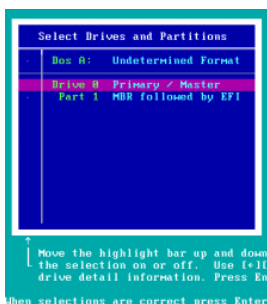 Select Drives and Partitions
Dos A: Undetermined Format
Drive 0 Primary / Master
Part 1 MBR followed by EFI
Move the highlight bar up and down
the selection on or off. Use [+][
drive detail information. Press En
When selections are correct press Enter